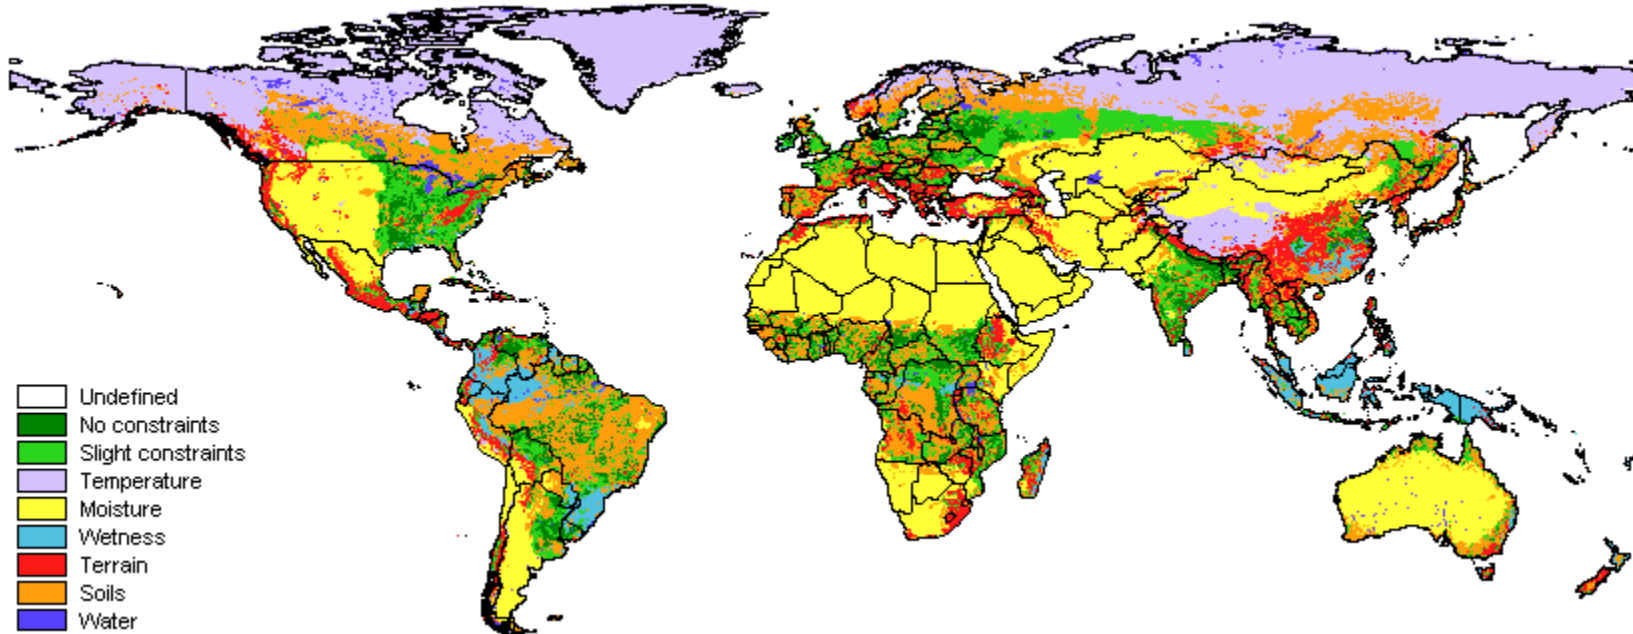 Undefined
No constraints
Slight constraints
Temperature
Moisture
Wetness
Terrain
Soils
Water